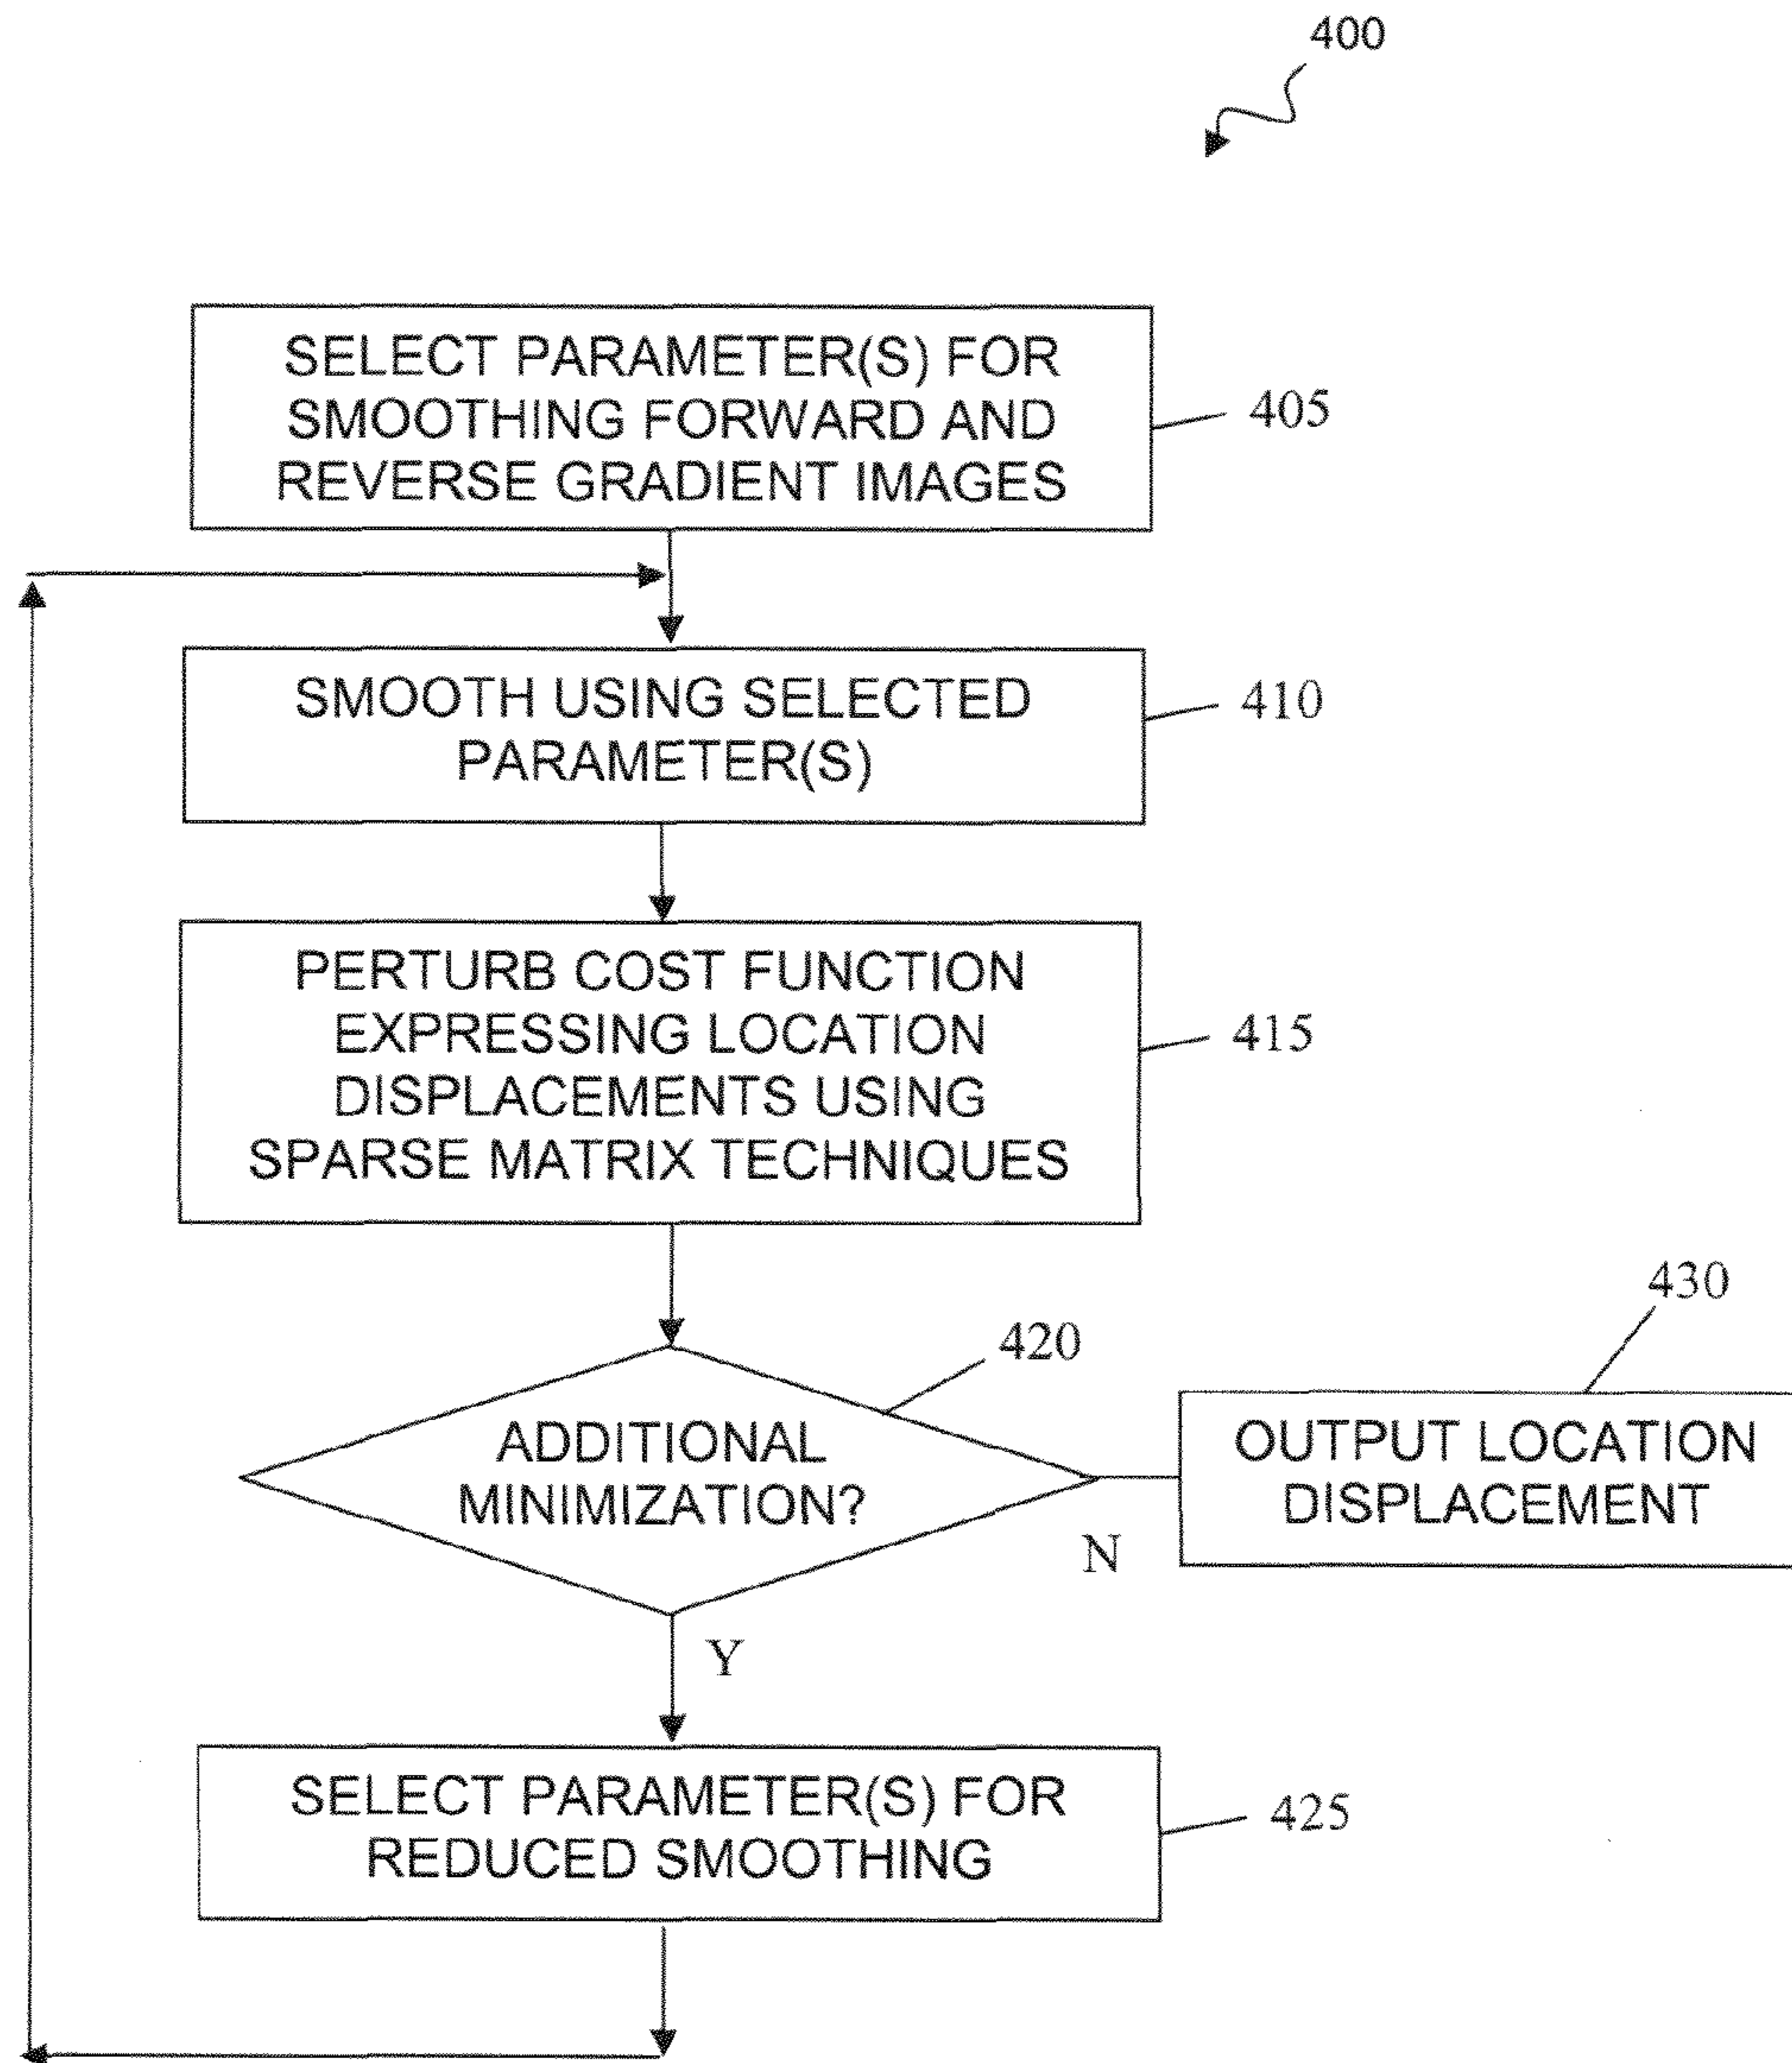 400
SELECT PARAMETER(S) FOR
SMOOTHING FORWARD AND
REVERSE GRADIENT IMAGES
405
SMOOTH USING SELECTED
PARAMETER(S)
410
PERTURB COST FUNCTION
EXPRESSING LOCATION
DISPLACEMENTS USING
SPARSE MATRIX TECHNIQUES
415
420
ADDITIONAL
MINIMIZATION?
N
430
OUTPUT LOCATION
DISPLACEMENT
Y
SELECT PARAMETER(S) FOR
REDUCED SMOOTHING
425